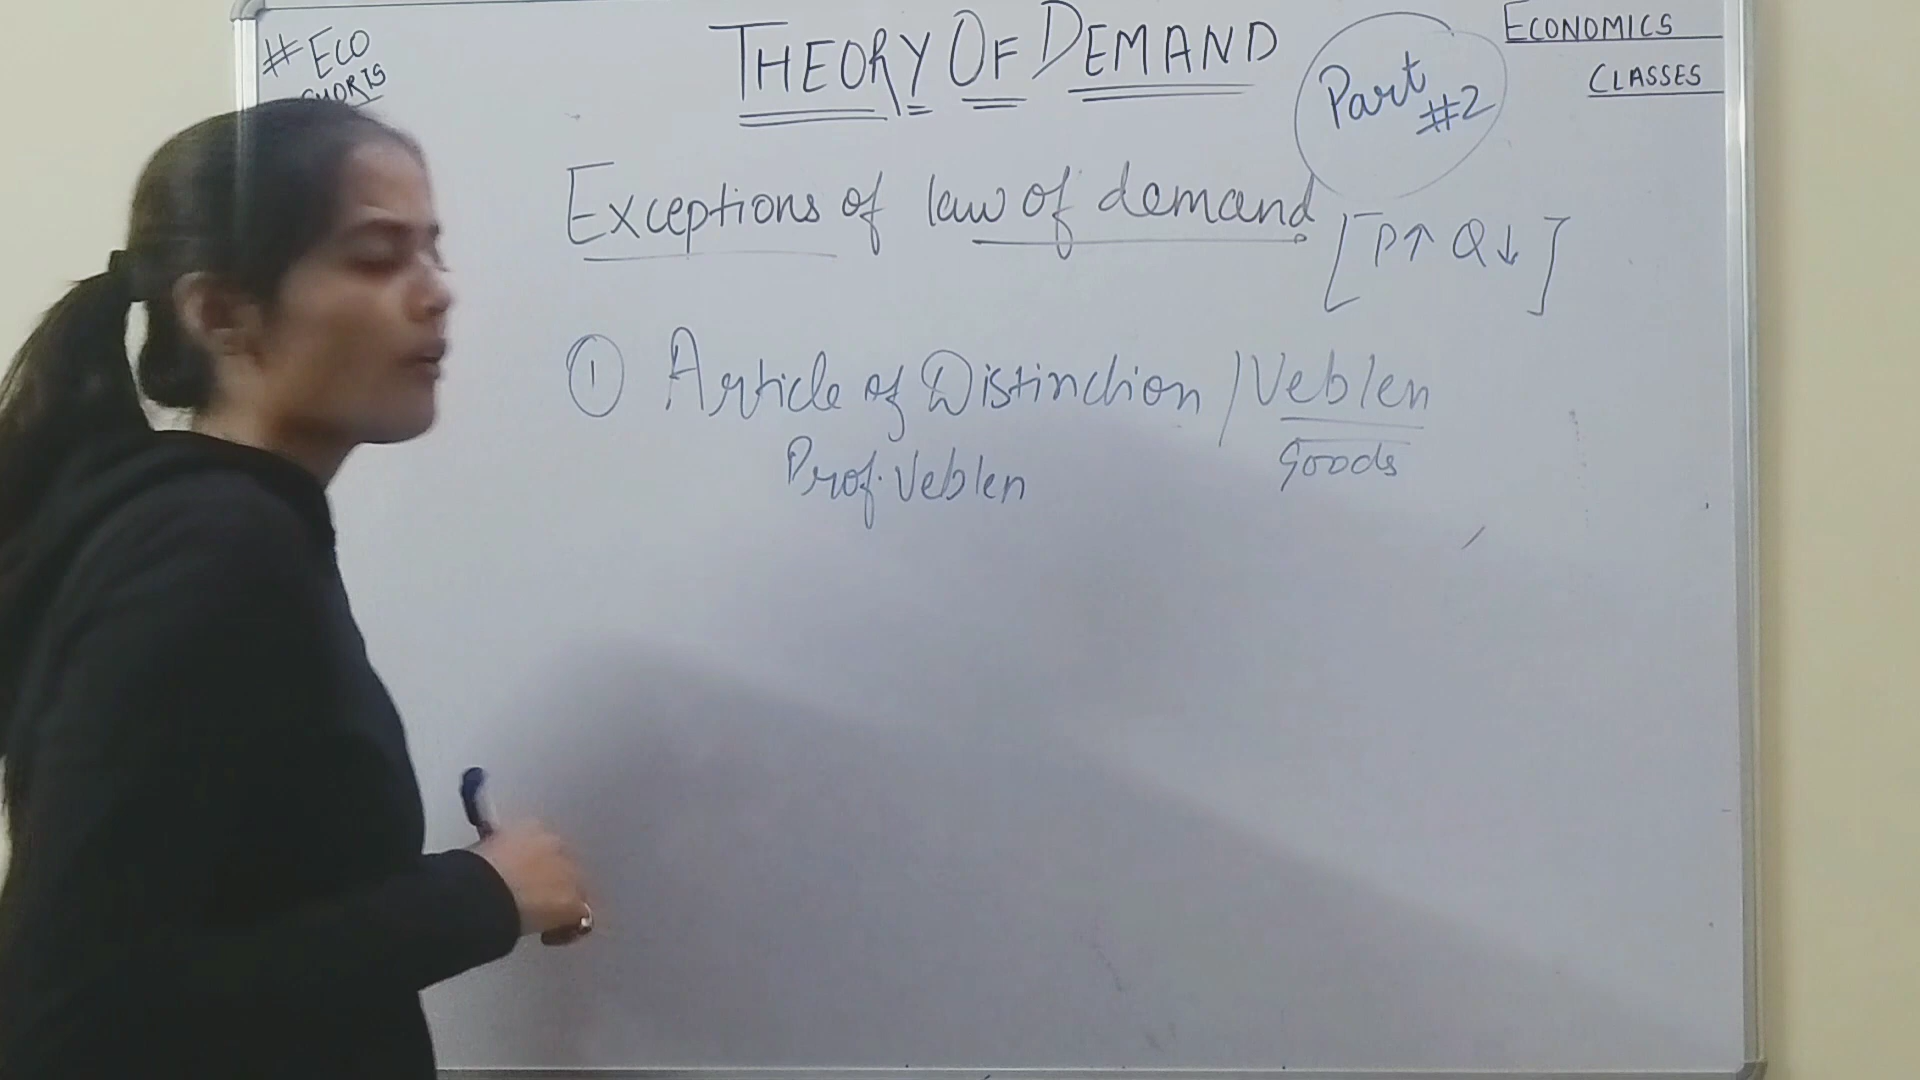 #ECO
SHORTS
THEORY OF DEMAND
Part
#2
ECONOMICS
CLASSES
Exceptions of law of demand
[P↑ Q↓]
① Article of Distinction / Veblen
Goods
Prof. Veblen